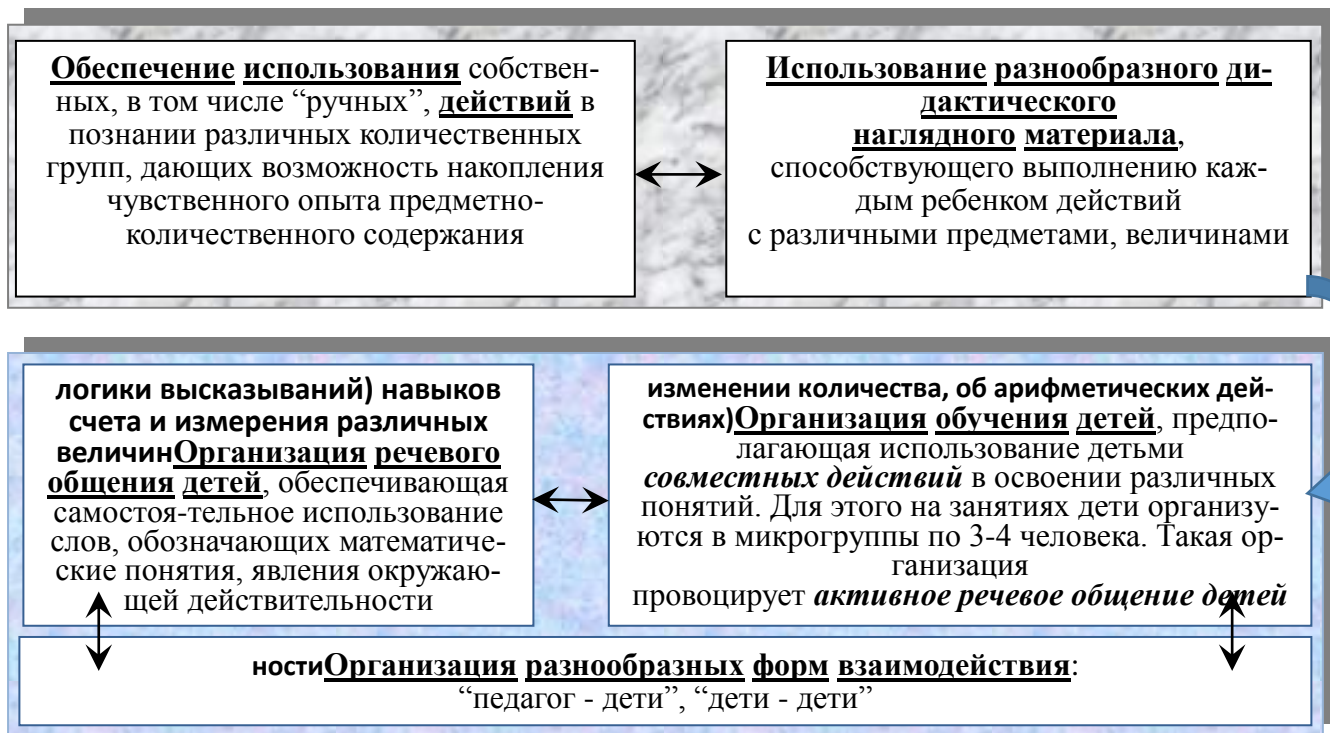 Обеспечение использования собствен-
ных, в том числе “ручных”, действий в
познании различных количественных
групп, дающих возможность накопления
чувственного опыта предметно-
количественного содержания
Использование разнообразного ди-
дактического
наглядного материала,
способствующего выполнению каж-
дым ребенком действий
с различными предметами, величинами
логики высказываний) навыков
счета и измерения различных
величинОрганизация речевого
общения детей, обеспечивающая
самостоя-тельное использование
слов, обозначающих математиче-
ские понятия, явления окружаю-
щей действительности
изменении количества, об арифметических дей-
ствиях)Организация обучения детей, предпо-
лагающая использование детьми
совместных действий в освоении различных
понятий. Для этого на занятиях дети организу-
ются в микрогруппы по 3-4 человека. Такая ор-
ганизация
провоцирует активное речевое общение детей
ностиОрганизация разнообразных форм взаимодействия:
“педагог - дети”, “дети - дети”